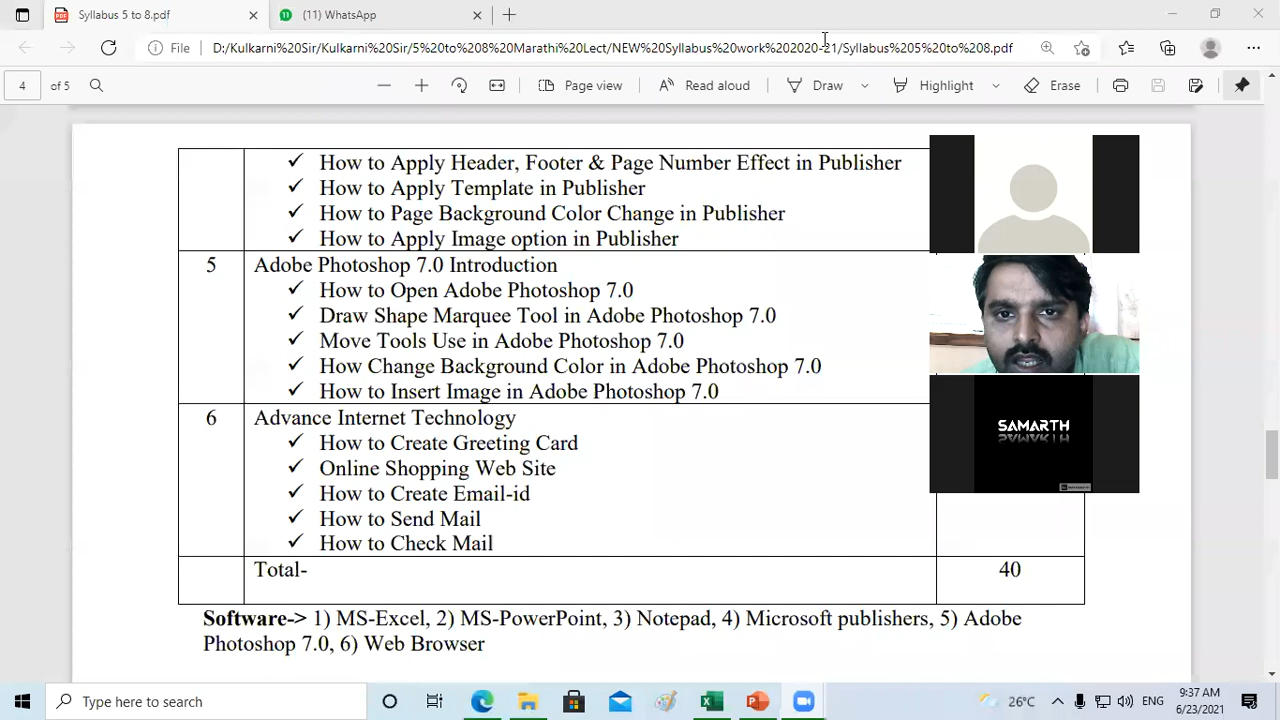 Syllabus 5 to 8.pdf
(11) WhatsApp
File
D:/Kulkarni%20Sir/Kulkarni%20Sir/5%20to%208%20Marathi%20Lect/NEW%20Syllabus%20work%202020-21/Syllabus%205%20to%208.pdf
4 of 5
Page view
Read aloud
Draw
Highlight
Erase
✓ How to Apply Header, Footer & Page Number Effect in Publisher
✓ How to Apply Template in Publisher
✓ How to Page Background Color Change in Publisher
✓ How to Apply Image option in Publisher
5 Adobe Photoshop 7.0 Introduction
✓ How to Open Adobe Photoshop 7.0
✓ Draw Shape Marquee Tool in Adobe Photoshop 7.0
✓ Move Tools Use in Adobe Photoshop 7.0
✓ How Change Background Color in Adobe Photoshop 7.0
✓ How to Insert Image in Adobe Photoshop 7.0
SAMARTH
6 Advance Internet Technology
✓ How to Create Greeting Card
✓ Online Shopping Web Site
✓ How to Create Email-id
✓ How to Send Mail
✓ How to Check Mail
Total- 40
Software-> 1) MS-Excel, 2) MS-PowerPoint, 3) Notepad, 4) Microsoft publishers, 5) Adobe
Photoshop 7.0, 6) Web Browser
Type here to search
26°C
ENG
9:37 AM
6/23/2021